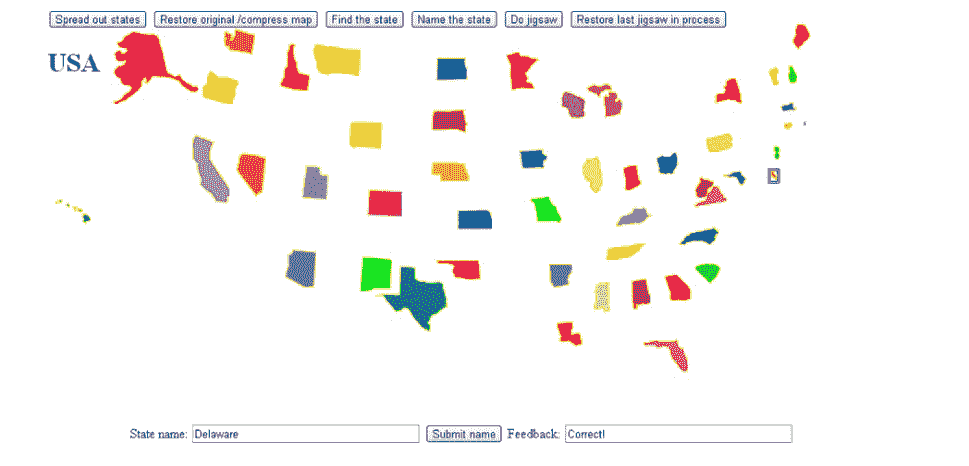 Spread out states Restore original /compress map Find the state Name the state Do jigsaw Restore last jigsaw in process
USA
State name: Delaware Submit name Feedback: Correct!